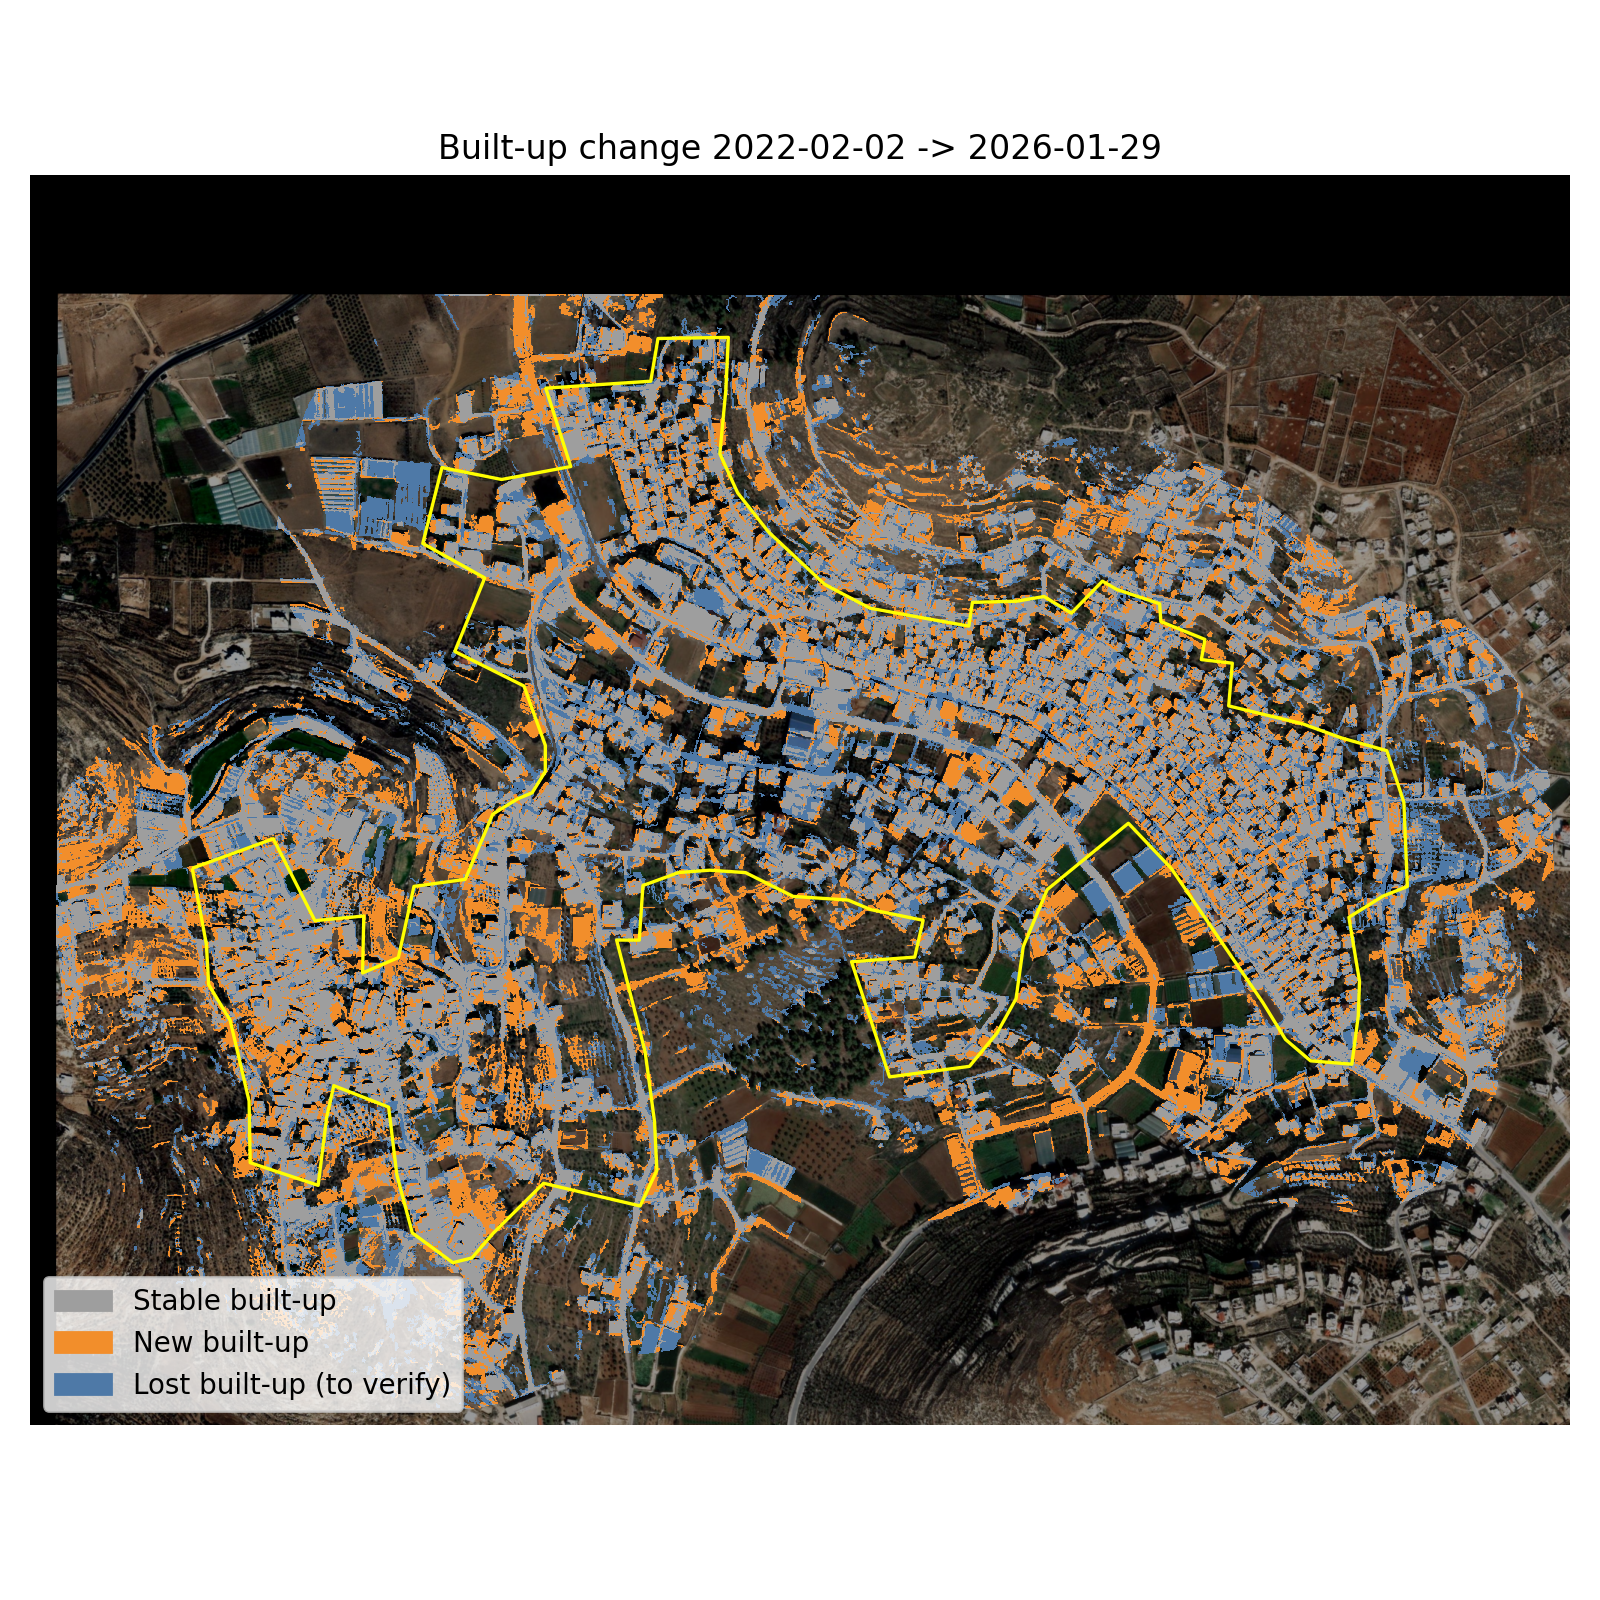 Built-up change 2022-02-02 -> 2026-01-29
Stable built-up
New built-up
Lost built-up (to verify)